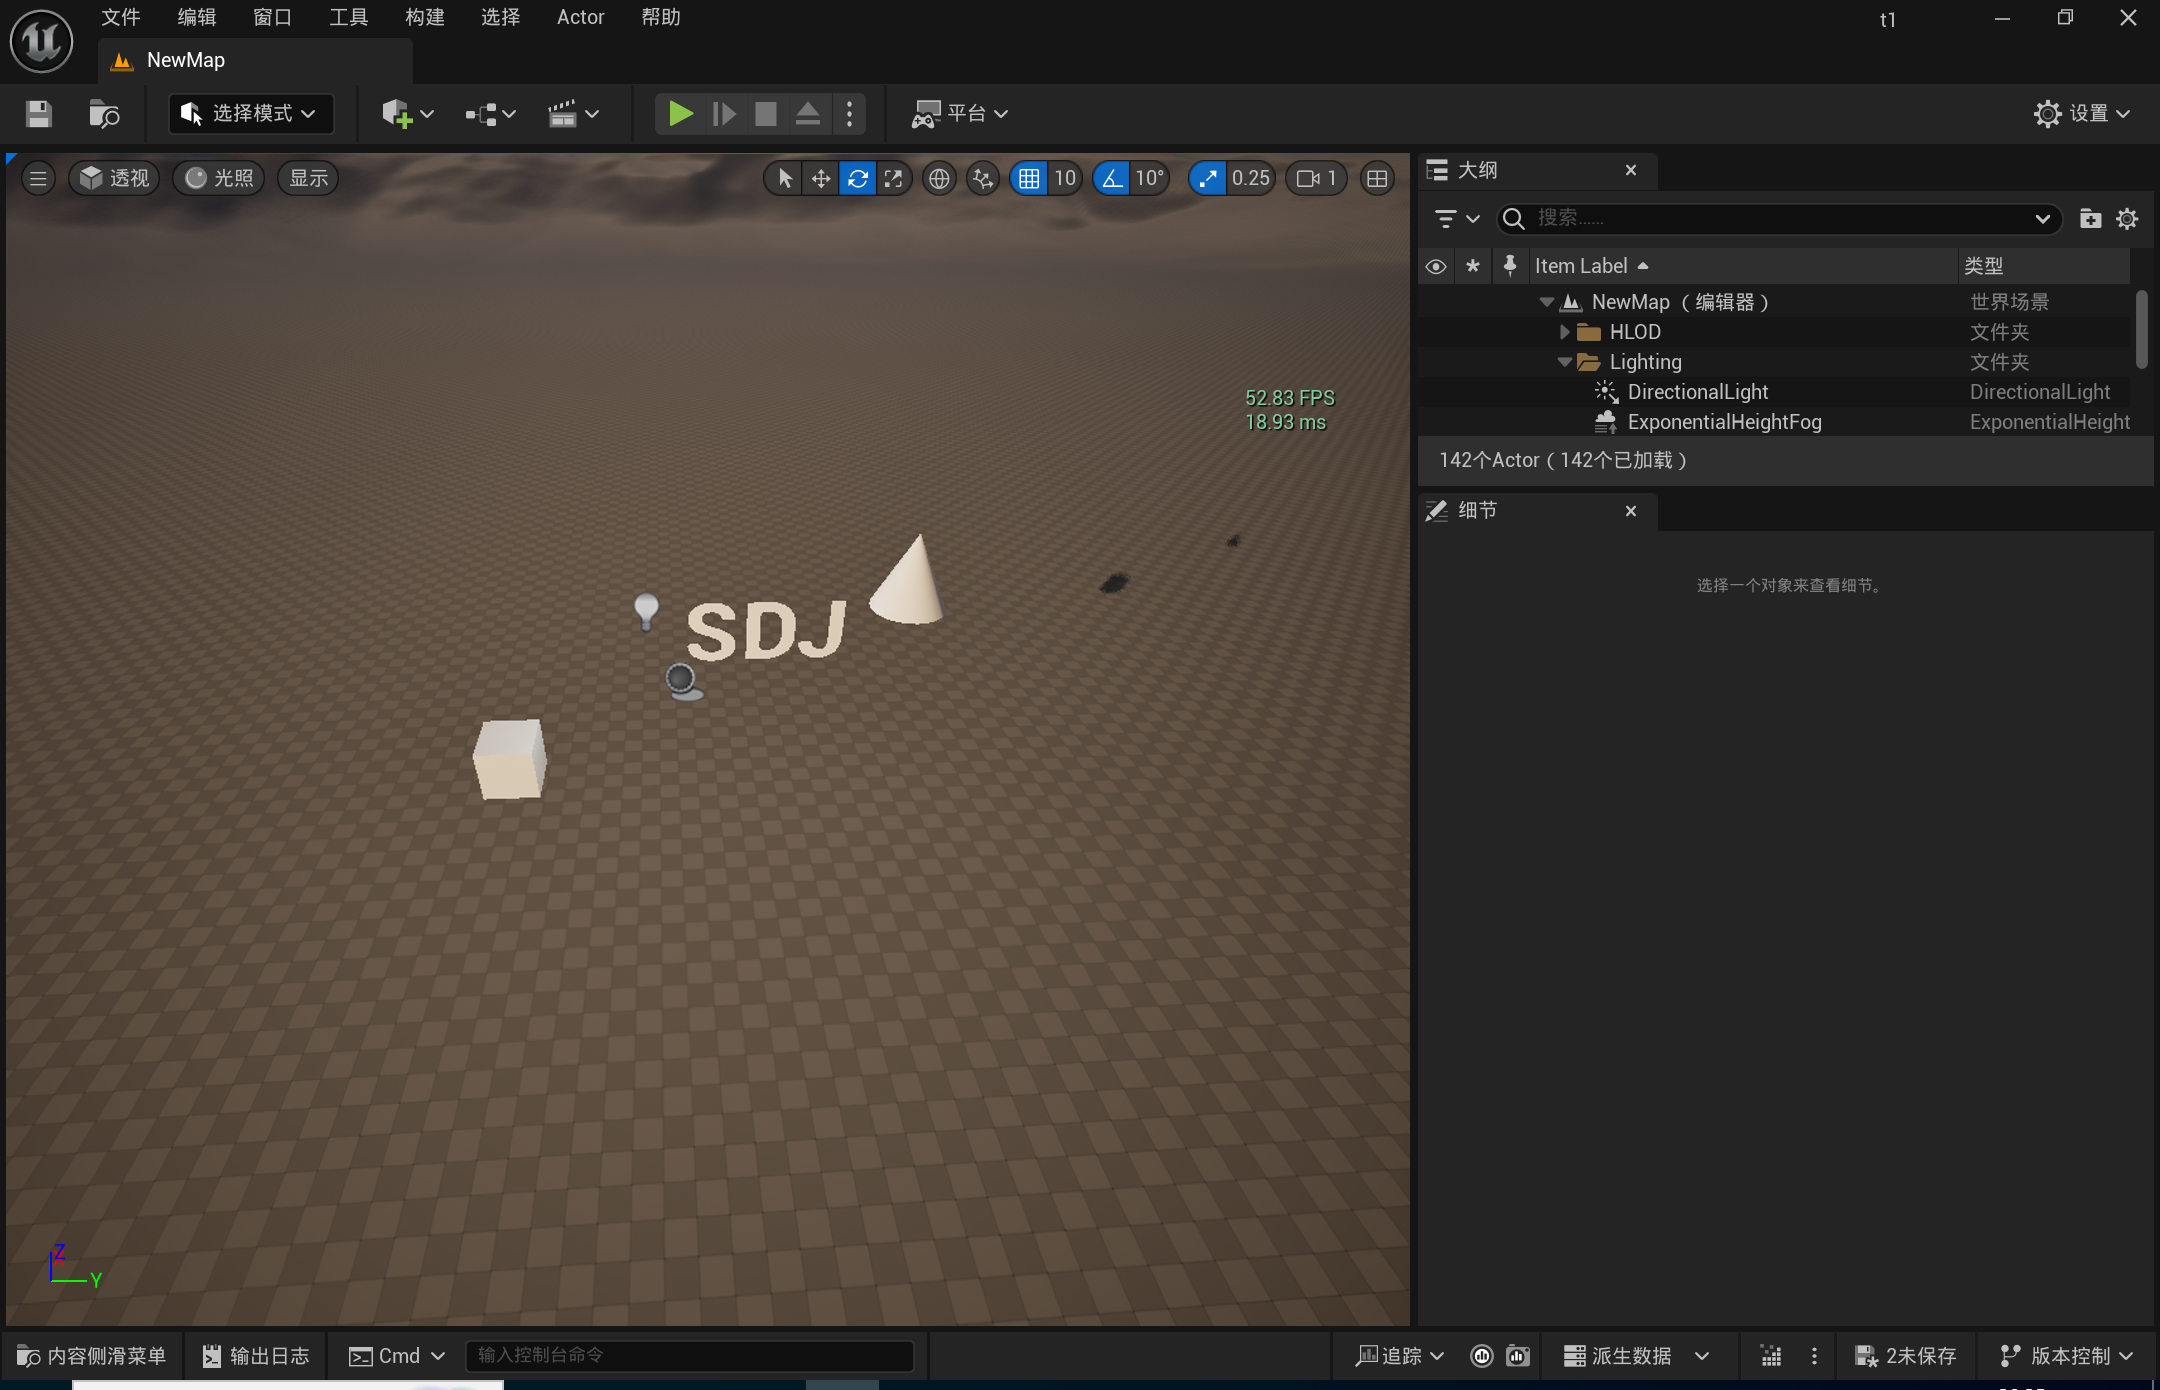 文件 编辑 窗口 工具 构建 选择 Actor 帮助 t1
NewMap
选择模式 平台 设置
透视 光照 显示 10 10° 0.25 1
大纲
搜索......
Item Label 类型
NewMap （编辑器） 世界场景
HLOD 文件夹
Lighting 文件夹
DirectionalLight DirectionalLight
ExponentialHeightFog ExponentialHeight
142个Actor（142个已加载）
52.83 FPS
18.93 ms
细节
选择一个对象来查看细节。
SDJ
Z
Y
内容侧滑菜单 输出日志 Cmd 输入控制台命令 追踪 派生数据 2未保存 版本控制